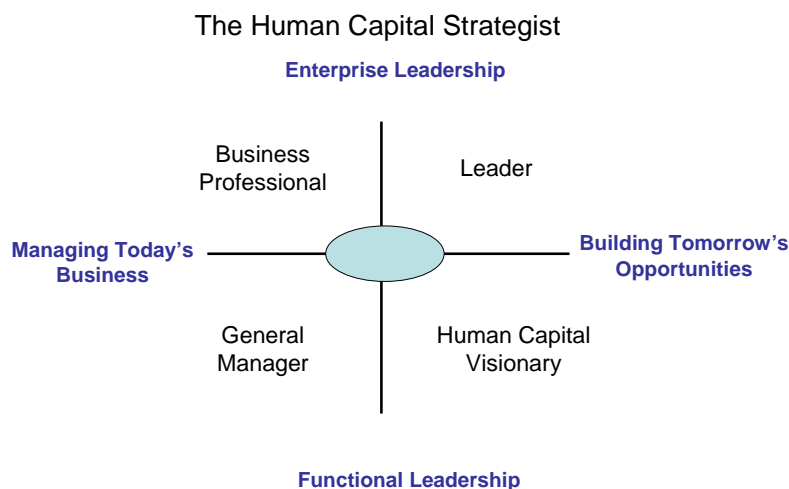 The Human Capital Strategist
Enterprise Leadership
Business
Professional
Leader
Managing Today's
Business
Building Tomorrow's
Opportunities
General
Manager
Human Capital
Visionary
Functional Leadership